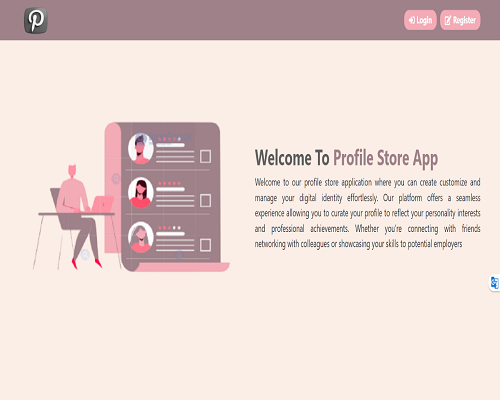 Login
Register
Welcome To Profile Store App
Welcome to our profile store application where you can create customize and
manage your digital identity effortlessly. Our platform offers a seamless
experience allowing you to curate your profile to reflect your personality interests
and professional achievements. Whether you're connecting with friends
networking with colleagues or showcasing your skills to potential employers